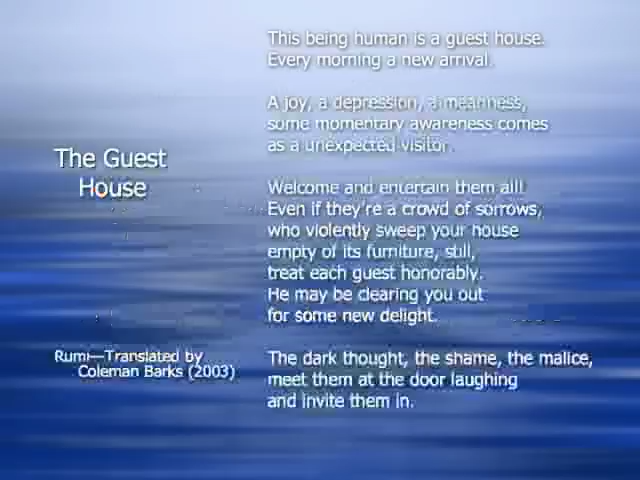 The Guest
House
Rumi—Translated by
Coleman Barks (2003)
This being human is a guest house.
Every morning a new arrival.
A joy, a depression, a meanness,
some momentary awareness comes
as a unexpected visitor.
Welcome and entertain them all!
Even if they're a crowd of sorrows,
who violently sweep your house
empty of its furniture, still,
treat each guest honorably.
He may be clearing you out
for some new delight.
The dark thought, the shame, the malice,
meet them at the door laughing
and invite them in.